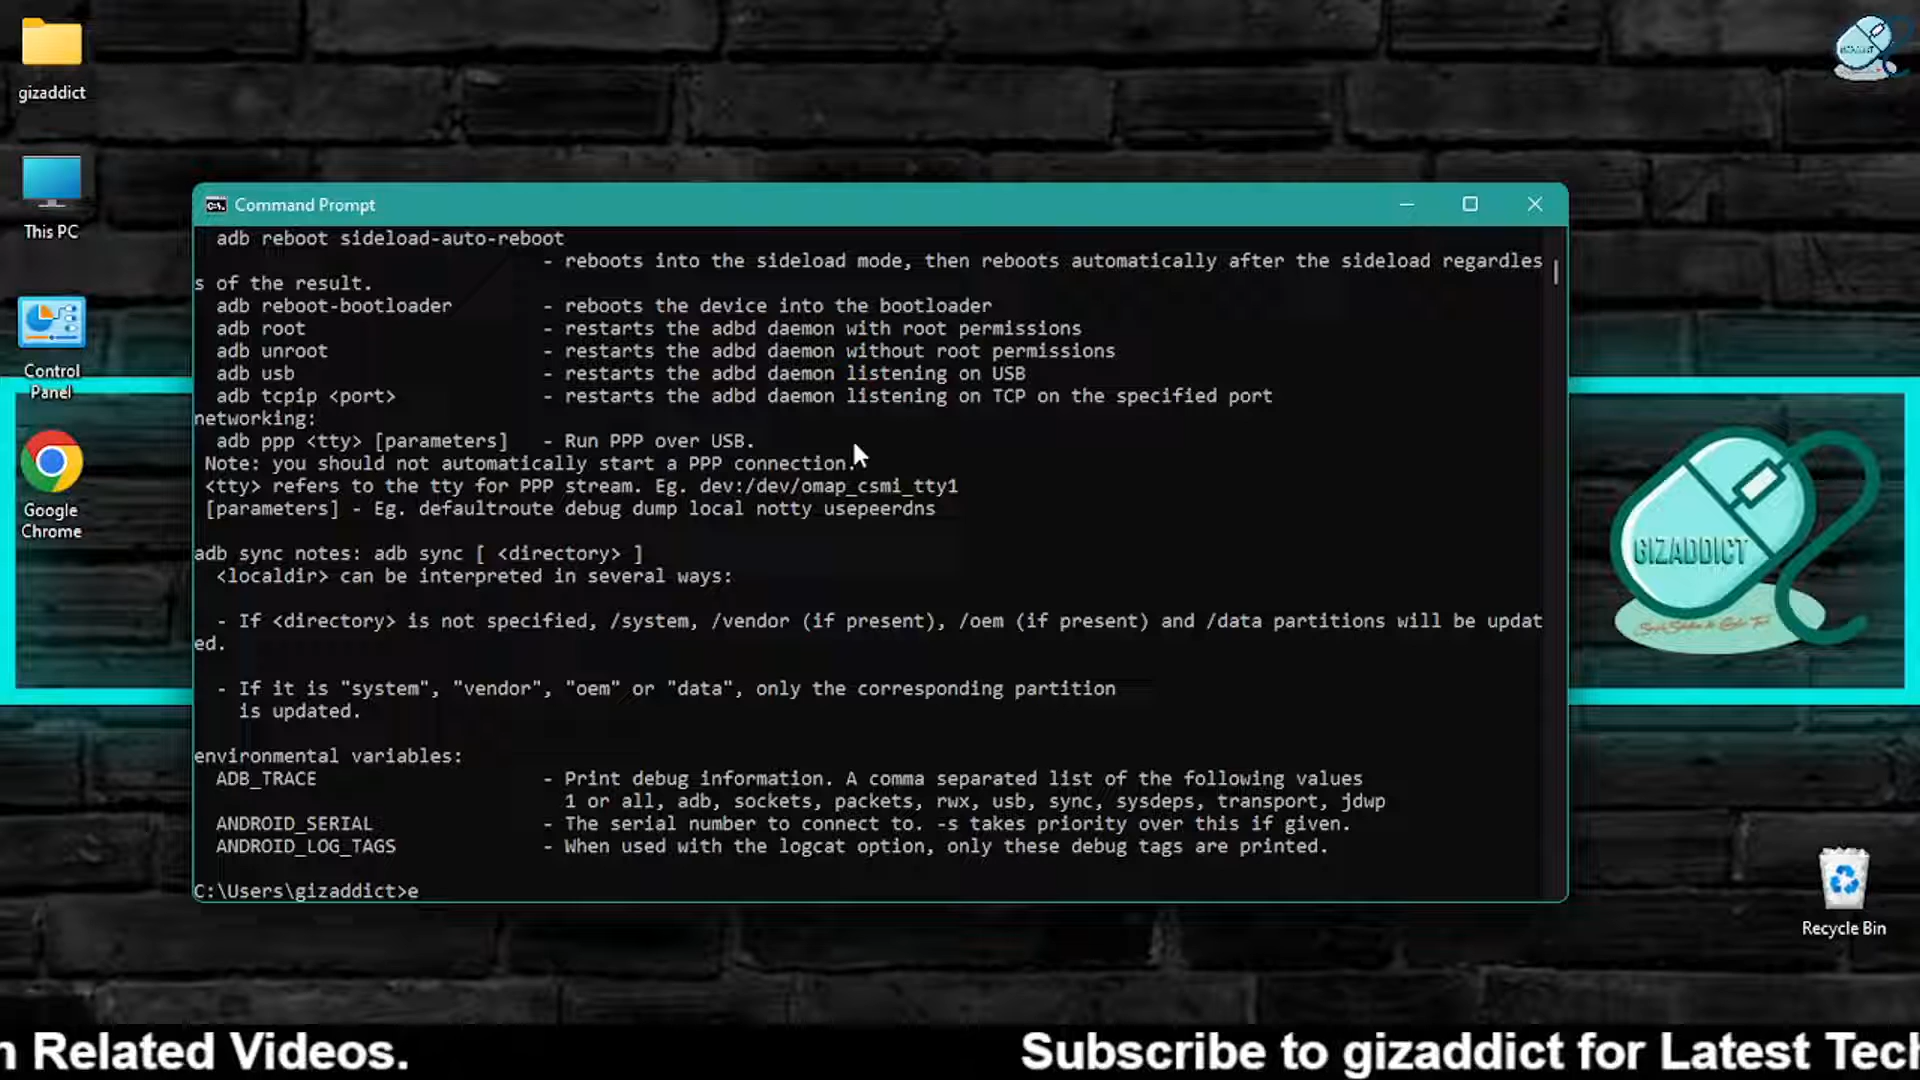 gizaddict
This PC
Control
Panel
Google
Chrome
Command Prompt
adb reboot sideload-auto-reboot
- reboots into the sideload mode, then reboots automatically after the sideload regardles
s of the result.
adb reboot-bootloader - reboots the device into the bootloader
adb root - restarts the adbd daemon with root permissions
adb unroot - restarts the adbd daemon without root permissions
adb usb - restarts the adbd daemon listening on USB
adb tcpip <port> - restarts the adbd daemon listening on TCP on the specified port
networking:
adb ppp <tty> [parameters] - Run PPP over USB.
Note: you should not automatically start a PPP connection.
<tty> refers to the tty for PPP stream. Eg. dev:/dev/omap_csmi_tty1
[parameters] - Eg. defaultroute debug dump local notty usepeerdns
adb sync notes: adb sync [ <directory> ]
<localdir> can be interpreted in several ways:
- If <directory> is not specified, /system, /vendor (if present), /oem (if present) and /data partitions will be updat
ed.
- If it is "system", "vendor", "oem" or "data", only the corresponding partition
is updated.
environmental variables:
ADB_TRACE - Print debug information. A comma separated list of the following values
1 or all, adb, sockets, packets, rwx, usb, sync, sysdeps, transport, jdwp
ANDROID_SERIAL - The serial number to connect to. -s takes priority over this if given.
ANDROID_LOG_TAGS - When used with the logcat option, only these debug tags are printed.
C:\Users\gizaddict>e
GIZADDICT
Recycle Bin
n Related Videos.
Subscribe to gizaddict for Latest Tech